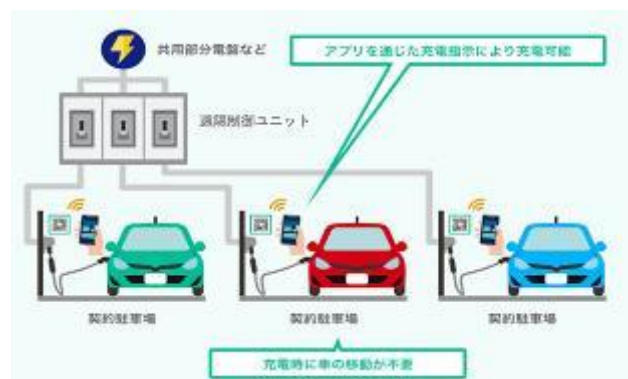 共用部分電盤など
アプリを通じた充電指示により充電可能
遠隔制御ユニット
契約駐車場
契約駐車場
契約駐車場
充電時に車の移動が不要